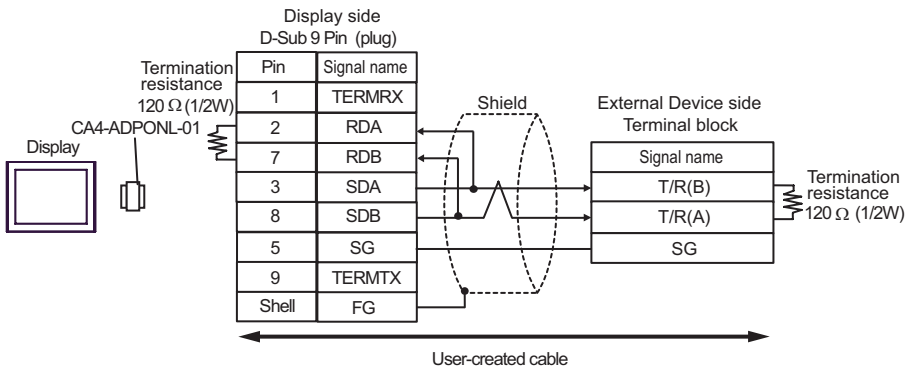 Display side
D-Sub 9 Pin (plug)
Termination
resistance
120 Ω (1/2W)
CA4-ADPONL-01
Display
Pin Signal name
1 TERMRX
2 RDA
7 RDB
3 SDA
8 SDB
5 SG
9 TERMTX
Shell FG
Shield
External Device side
Terminal block
Signal name
T/R(B)
T/R(A)
SG
Termination
resistance
120 Ω (1/2W)
User-created cable